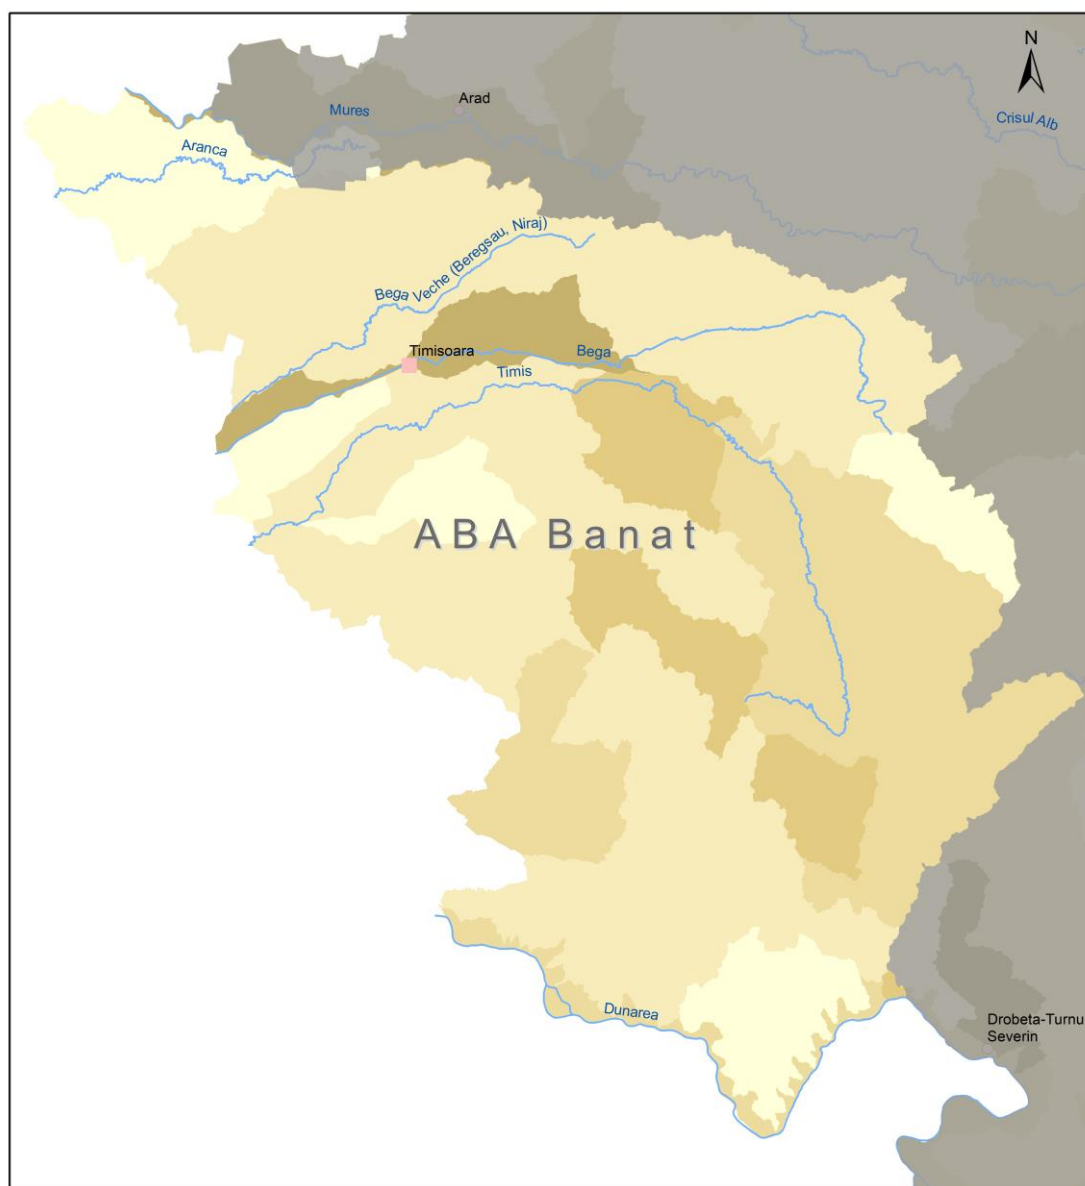 N
Arad
Mures
Crisul Alb
Aranca
Bega Veche (Beregsau, Niraj)
Timisoara
Bega
Timis
ABA Banat
Dunarea
Drobeta-Turnu
Severin